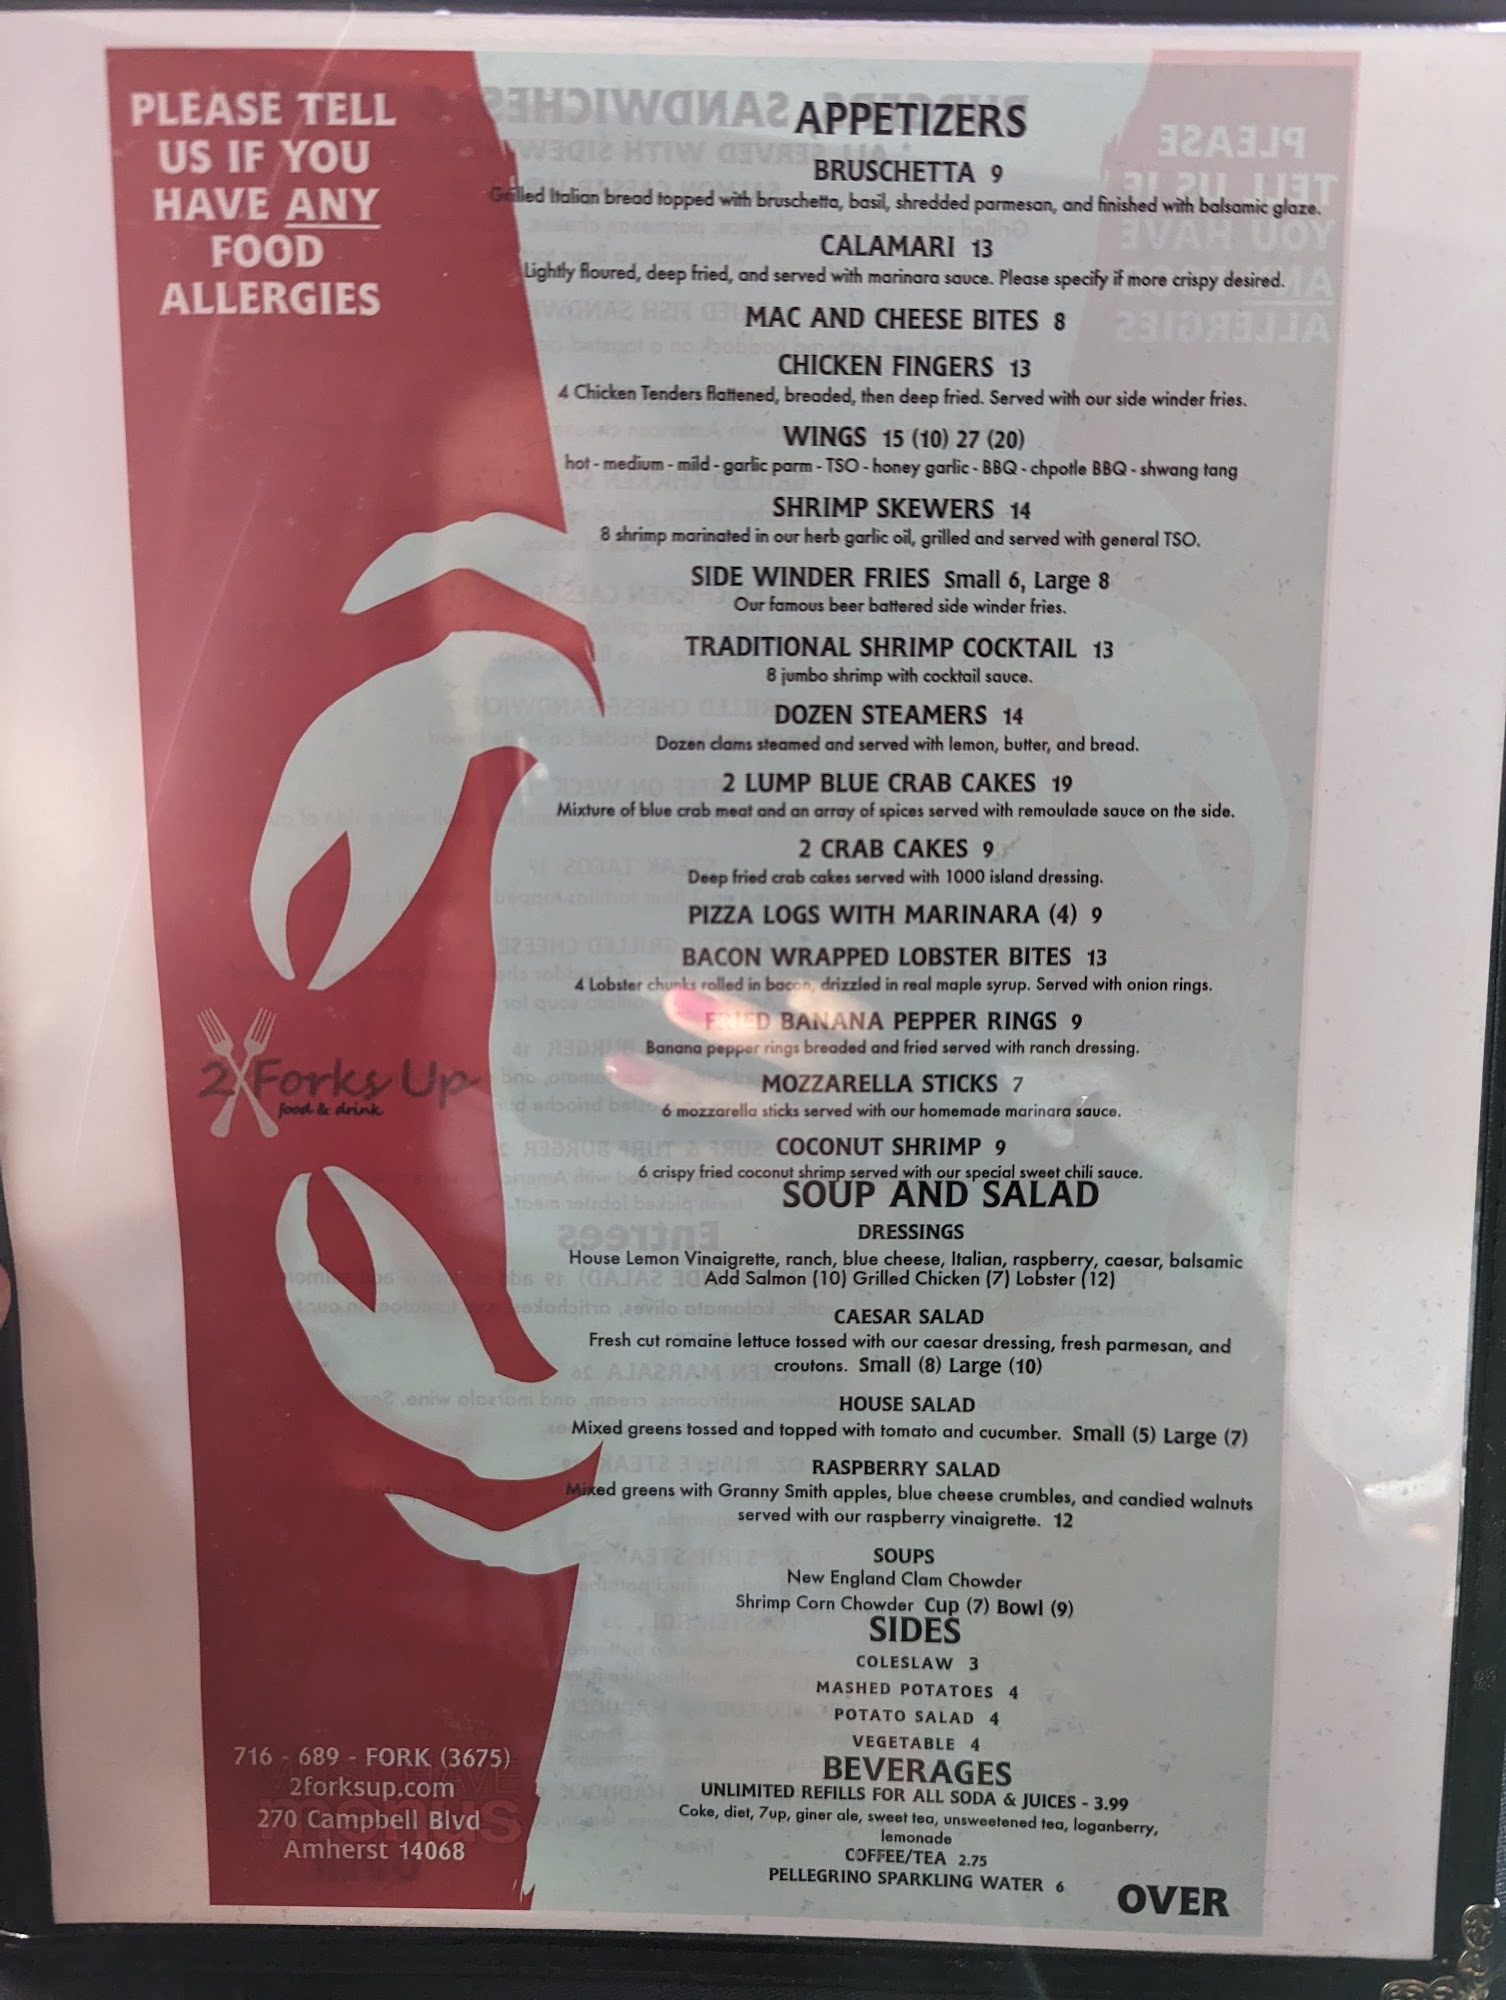 PLEASE TELL
US IF YOU
HAVE ANY
FOOD
ALLERGIES
APPETIZERS
BRUSCHETTA 9
Grilled Italian bread topped with bruschetta, basil, shredded parmesan, and finished with balsamic glaze.
CALAMARI 13
Lightly floured, deep fried, and served with marinara sauce. Please specify if more crispy desired.
MAC AND CHEESE BITES 8
CHICKEN FINGERS 13
4 Chicken Tenders flattened, breaded, then deep fried. Served with our side winder fries.
WINGS 15 (10) 27 (20)
hot - medium - mild - garlic parm - TSO - honey garlic - BBQ - chpotle BBQ - shwang tang
SHRIMP SKEWERS 14
8 shrimp marinated in our herb garlic oil, grilled and served with general TSO.
SIDE WINDER FRIES Small 6, Large 8
Our famous beer battered side winder fries.
TRADITIONAL SHRIMP COCKTAIL 13
8 jumbo shrimp with cocktail sauce.
DOZEN STEAMERS 14
Dozen clams steamed and served with lemon, butter, and bread.
2 LUMP BLUE CRAB CAKES 19
Mixture of blue crab meat and an array of spices served with remoulade sauce on the side.
2 CRAB CAKES 9
Deep fried crab cakes served with 1000 island dressing.
PIZZA LOGS WITH MARINARA (4) 9
BACON WRAPPED LOBSTER BITES 13
4 Lobster chunks rolled in bacon, drizzled in real maple syrup. Served with onion rings.
FRIED BANANA PEPPER RINGS 9
Banana pepper rings breaded and fried served with ranch dressing.
MOZZARELLA STICKS 7
6 mozzarella sticks served with our homemade marinara sauce.
COCONUT SHRIMP 9
6 crispy fried coconut shrimp served with our special sweet chili sauce.
SOUP AND SALAD
DRESSINGS
House Lemon Vinaigrette, ranch, blue cheese, Italian, raspberry, caesar, balsamic
Add Salmon (10) Grilled Chicken (7) Lobster (12)
CAESAR SALAD
Fresh cut romaine lettuce tossed with our caesar dressing, fresh parmesan, and
croutons. Small (8) Large (10)
HOUSE SALAD
Mixed greens tossed and topped with tomato and cucumber. Small (5) Large (7)
RASPBERRY SALAD
Mixed greens with Granny Smith apples, blue cheese crumbles, and candied walnuts
served with our raspberry vinaigrette. 12
SOUPS
New England Clam Chowder
Shrimp Corn Chowder Cup (7) Bowl (9)
SIDES
COLESLAW 3
MASHED POTATOES 4
POTATO SALAD 4
VEGETABLE 4
BEVERAGES
UNLIMITED REFILLS FOR ALL SODA & JUICES - 3.99
Coke, diet, 7up, giner ale, sweet tea, unsweetened tea, loganberry,
lemonade
COFFEE/TEA 2.75
PELLEGRINO SPARKLING WATER 6
OVER
2 Forks Up
food & drink
716 - 689 - FORK (3675)
2forksup.com
270 Campbell Blvd
Amherst 14068